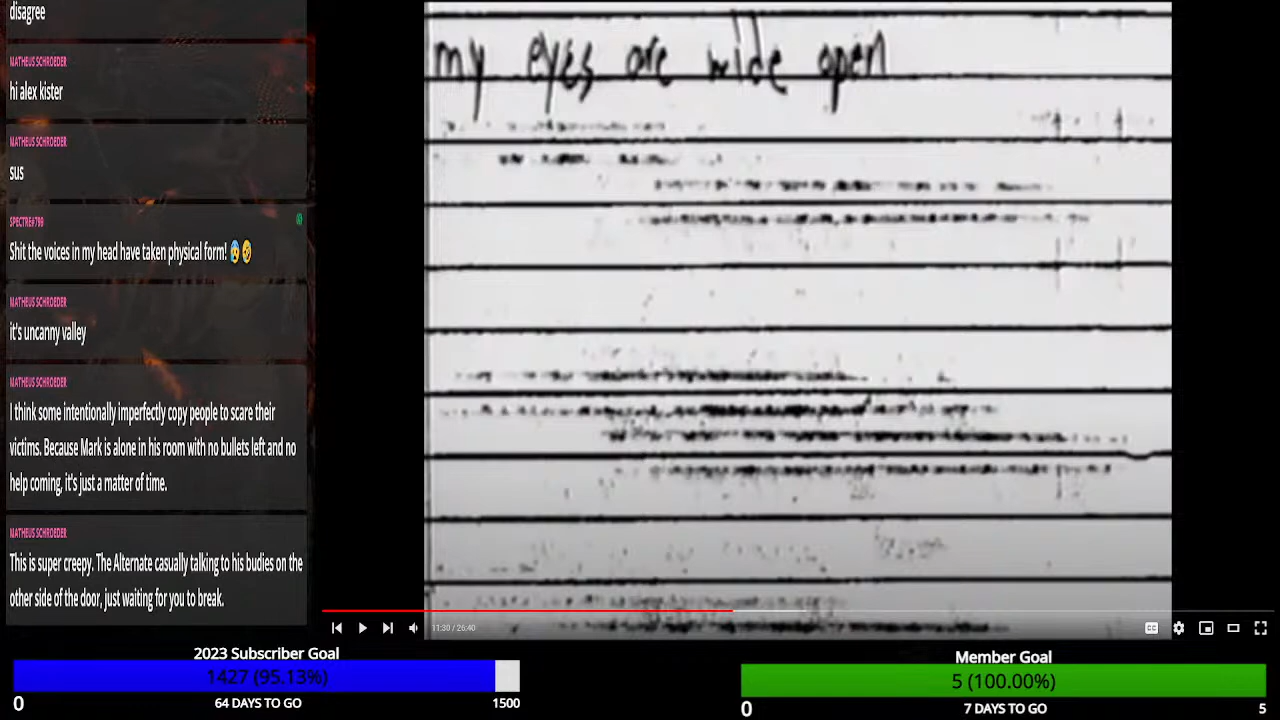 disagree
MATHEUS SCHROEDER
hi alex kister
MATHEUS SCHROEDER
sus
SPECTRE#799
Shit the voices in my head have taken physical form! 😰🤣
MATHEUS SCHROEDER
it's uncanny valley
MATHEUS SCHROEDER
I think some intentionally imperfectly copy people to scare their
victims. Because Mark is alone in his room with no bullets left and no
help coming, it's just a matter of time.
MATHEUS SCHROEDER
This is super creepy. The Alternate casually talking to his budies on the
other side of the door, just waiting for you to break.
my eyes are wide open
11:30 / 26:40
CC
2023 Subscriber Goal
1427 (95.13%)
0
64 DAYS TO GO
1500
Member Goal
5 (100.00%)
0
7 DAYS TO GO
5